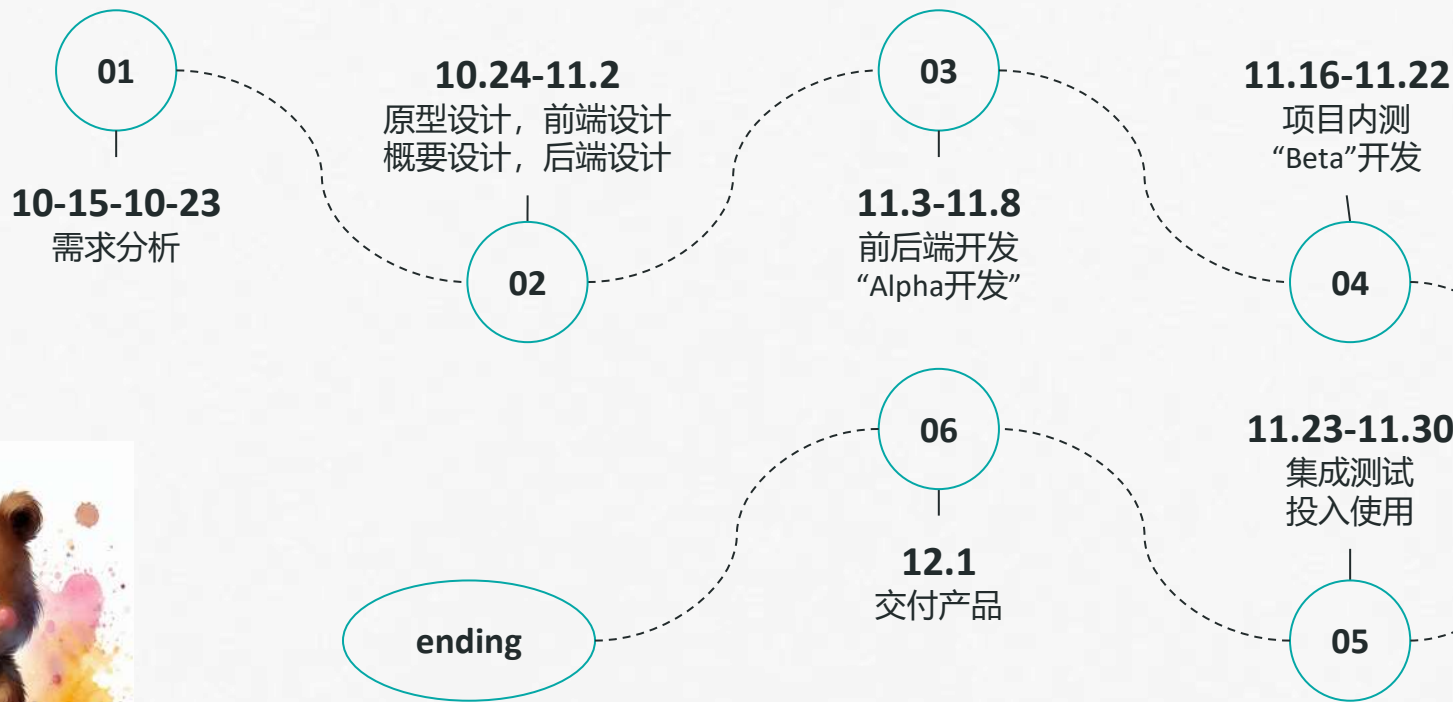 01
10-15-10-23
需求分析
10.24-11.2
原型设计，前端设计
概要设计，后端设计
02
03
11.3-11.8
前后端开发
“Alpha开发”
11.16-11.22
项目内测
“Beta”开发
04
11.23-11.30
集成测试
投入使用
05
06
12.1
交付产品
ending